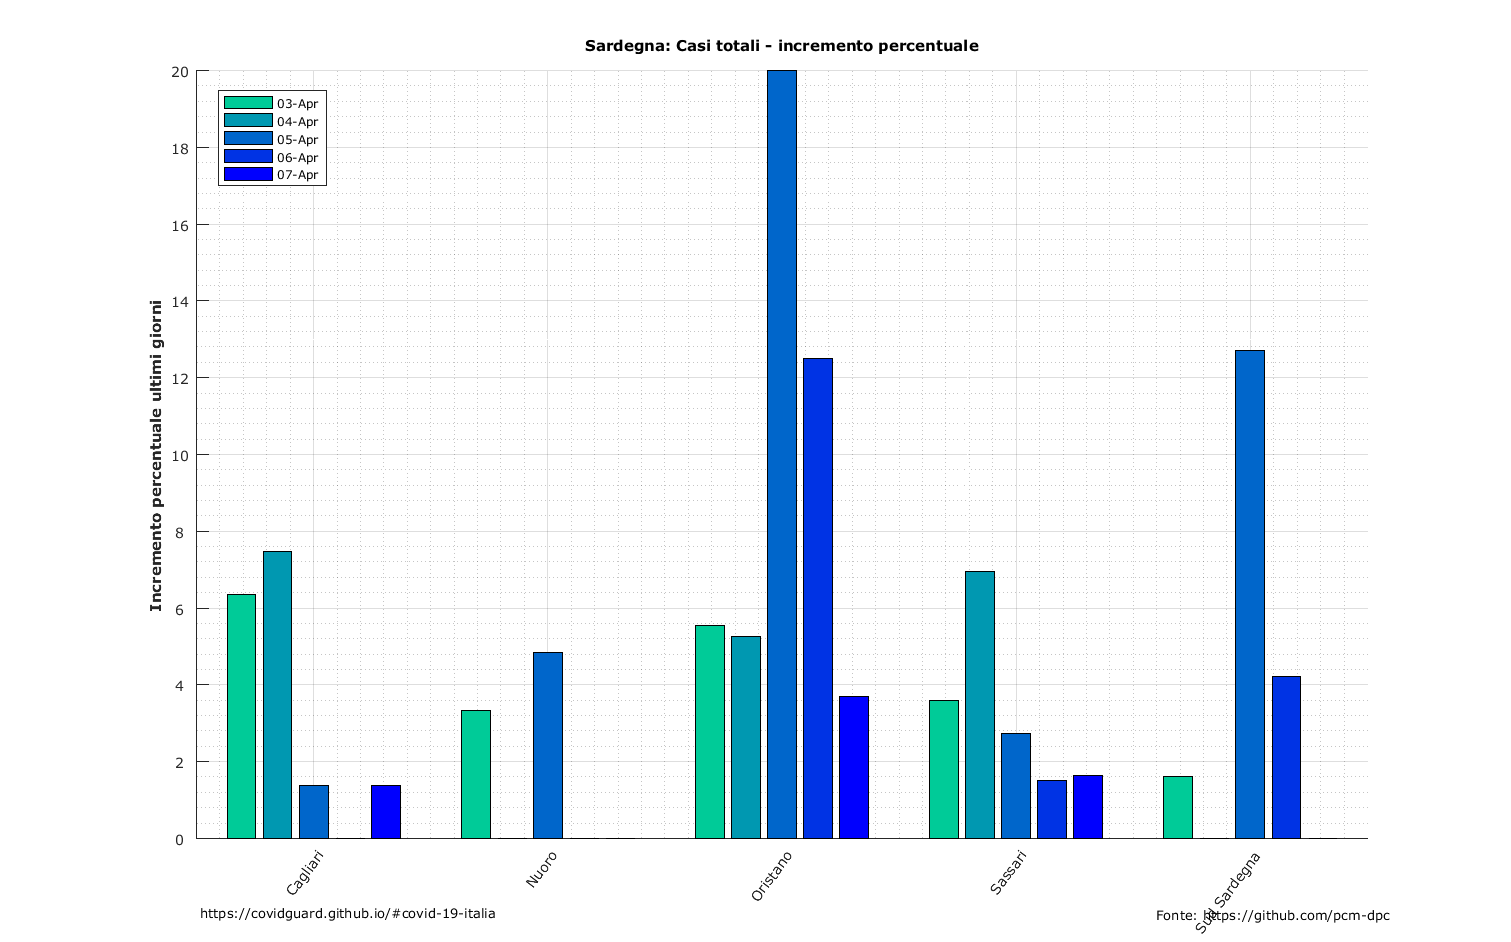 Sardegna: Casi totali - incremento percentuale
Incremento percentuale ultimi giorni
20
18
16
14
12
10
8
6
4
2
0
03-Apr
04-Apr
05-Apr
06-Apr
07-Apr
Cagliari
Nuoro
Oristano
Sassari
Sud Sardegna
https://covidguard.github.io/#covid-19-italia
Fonte: https://github.com/pcm-dpc